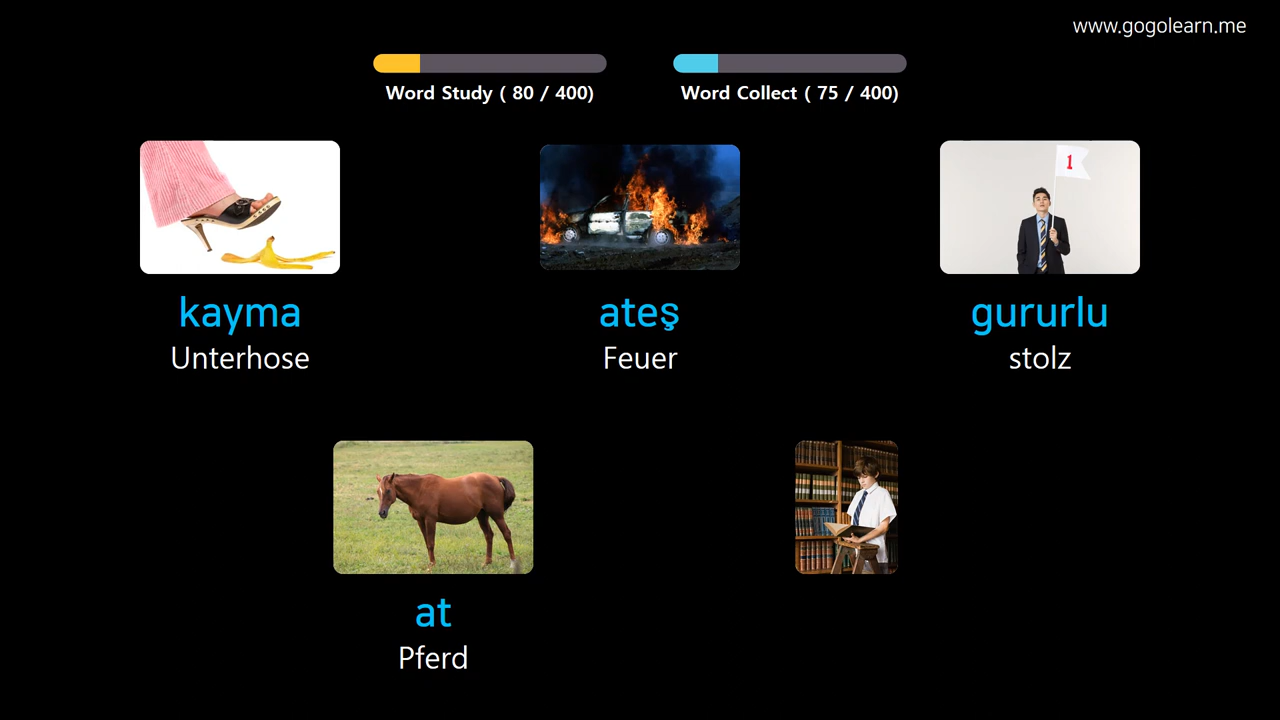 www.gogolearn.me
Word Study ( 80 / 400)
Word Collect ( 75 / 400)
1
kayma
Unterhose
ateş
Feuer
gururlu
stolz
at
Pferd